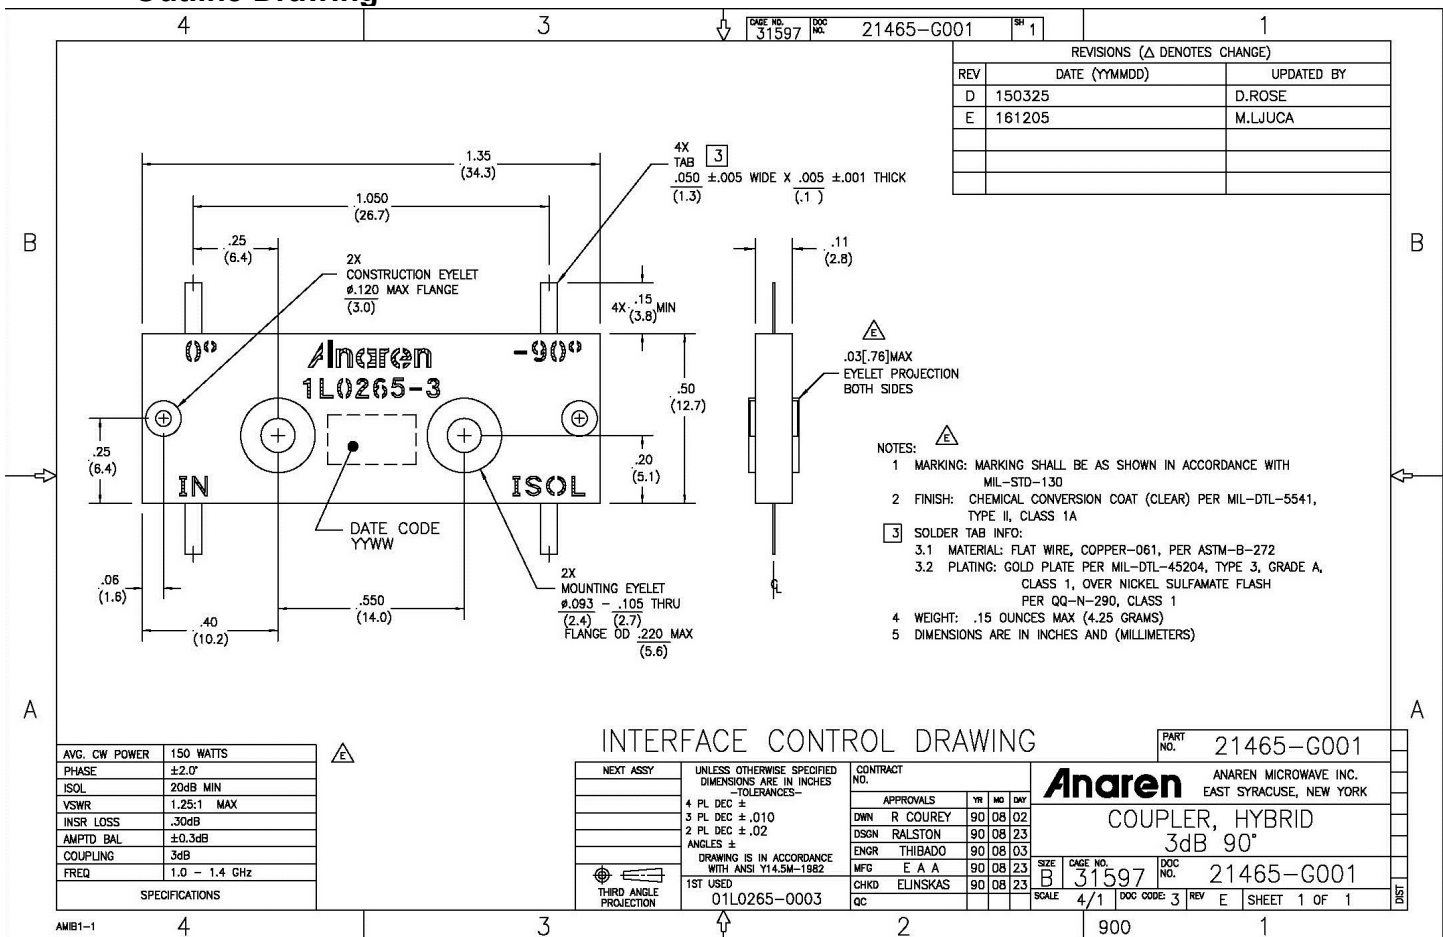 4
3
CAGE NO. 31597
DOC NO. 21465-G001
SH 1
1
REVISIONS (△ DENOTES CHANGE)
REV DATE (YYMMDD) UPDATED BY
D 150325 D.ROSE
E 161205 M.LJUCA
B
B
1.35
(34.3)
4X
TAB 3
.050 ±.005 WIDE X .005 ±.001 THICK
(1.3) (.1 )
1.050
(26.7)
.25
(6.4)
2X
CONSTRUCTION EYELET
ø.120 MAX FLANGE
(3.0)
4X .15 MIN
(3.8)
.11
(2.8)
0°
Anaren
-90°
1L0265-3
.50
(12.7)
E
.03[.76]MAX
EYELET PROJECTION
BOTH SIDES
.25
(6.4)
.20
(5.1)
IN
ISOL
DATE CODE
YYWW
.06
(1.6)
.40
(10.2)
.550
(14.0)
2X
MOUNTING EYELET
ø.093 - .105 THRU
(2.4) (2.7)
FLANGE OD .220 MAX
(5.6)
℄
NOTES: E
1 MARKING: MARKING SHALL BE AS SHOWN IN ACCORDANCE WITH
MIL-STD-130
2 FINISH: CHEMICAL CONVERSION COAT (CLEAR) PER MIL-DTL-5541,
TYPE II, CLASS 1A
3 SOLDER TAB INFO:
3.1 MATERIAL: FLAT WIRE, COPPER-061, PER ASTM-B-272
3.2 PLATING: GOLD PLATE PER MIL-DTL-45204, TYPE 3, GRADE A,
CLASS 1, OVER NICKEL SULFAMATE FLASH
PER QQ-N-290, CLASS 1
4 WEIGHT: .15 OUNCES MAX (4.25 GRAMS)
5 DIMENSIONS ARE IN INCHES AND (MILLIMETERS)
A
A
AVG. CW POWER 150 WATTS
E
PHASE ±2.0°
ISOL 20dB MIN
VSWR 1.25:1 MAX
INSR LOSS .30dB
AMPTD BAL ±0.3dB
COUPLING 3dB
FREQ 1.0 - 1.4 GHz
SPECIFICATIONS
INTERFACE CONTROL DRAWING
PART NO. 21465-G001
NEXT ASSY
UNLESS OTHERWISE SPECIFIED
DIMENSIONS ARE IN INCHES
-TOLERANCES-
4 PL DEC ±
3 PL DEC ±.010
2 PL DEC ±.02
ANGLES ±
DRAWING IS IN ACCORDANCE
WITH ANSI Y14.5M-1982
1ST USED
01L0265-0003
THIRD ANGLE
PROJECTION
CONTRACT
NO.
APPROVALS YR MO DAY
DWN R COUREY 90 08 02
DSGN RALSTON 90 08 23
ENGR THIBADO 90 08 03
MFG E A A 90 08 23
CHKD ELINSKAS 90 08 23
QC
Anaren
ANAREN MICROWAVE INC.
EAST SYRACUSE, NEW YORK
COUPLER, HYBRID
3dB 90°
SIZE B
CAGE NO. 31597
DOC NO. 21465-G001
SCALE 4/1 DOC CODE: 3 REV E SHEET 1 OF 1
DIST
AMIB1-1
4
3
2
900
1